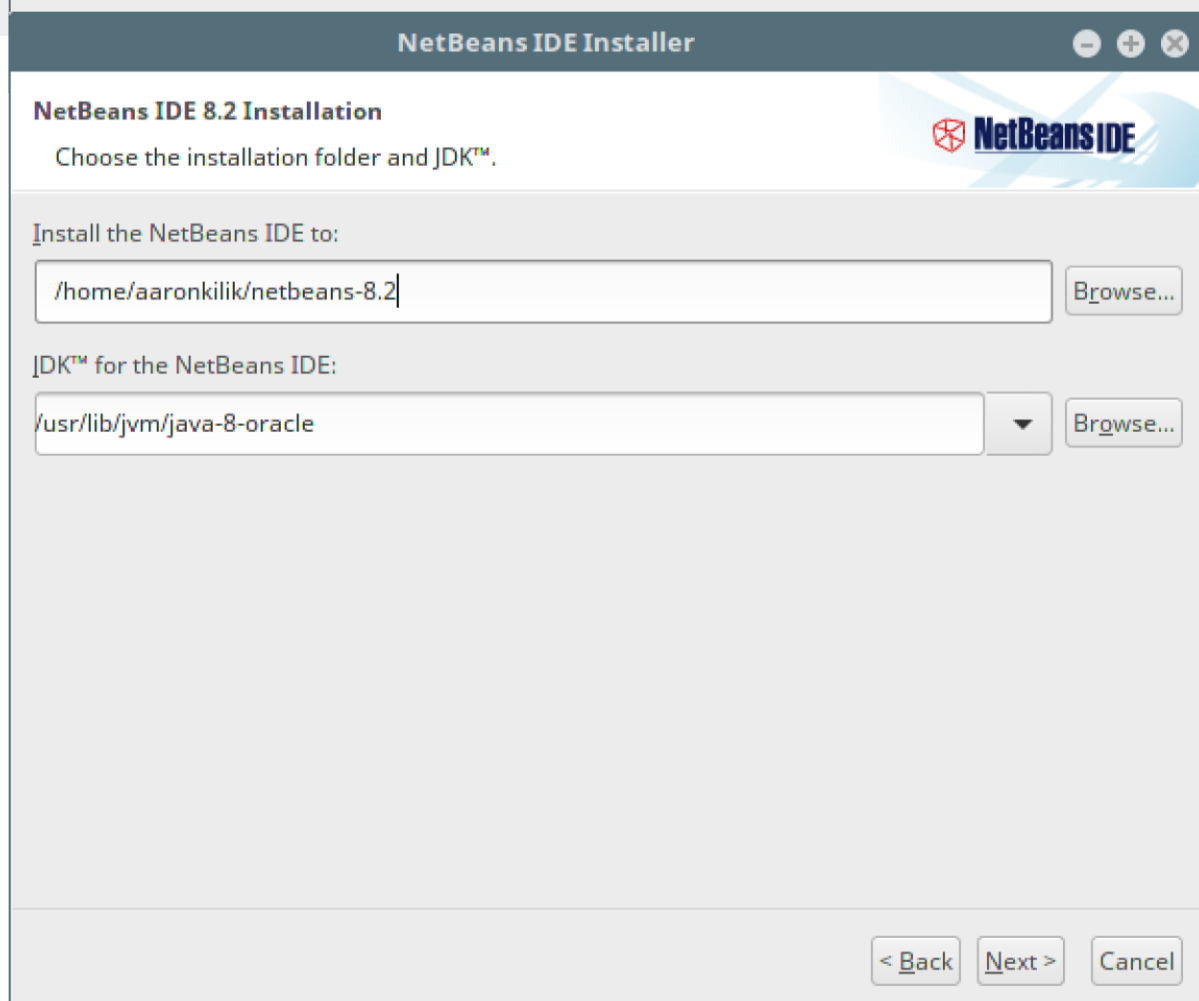 NetBeans IDE Installer
NetBeans IDE 8.2 Installation
Choose the installation folder and JDK™.
NetBeans IDE
Install the NetBeans IDE to:
/home/aaronkilik/netbeans-8.2
Browse...
JDK™ for the NetBeans IDE:
/usr/lib/jvm/java-8-oracle
Browse...
< Back
Next >
Cancel